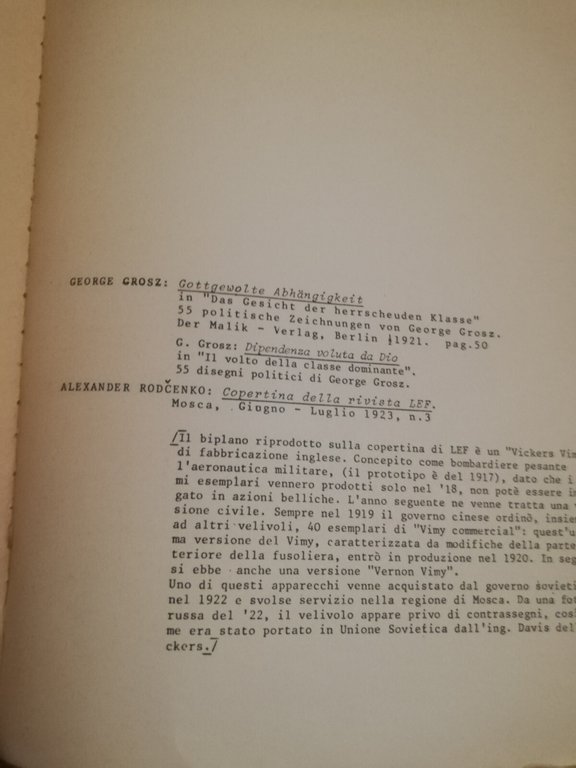 GEORGE GROSZ: Gottgewolte Abhängigkeit
in "Das Gesicht der herrscheuden Klasse"
55 politische Zeichnungen von George Grosz.
Der Malik - Verlag, Berlin 1921. pag.50
G. Grosz: Dipendenza voluta da Dio
in "Il volto della classe dominante".
55 disegni politici di George Grosz.
ALEXANDER RODČENKO: Copertina della rivista LEF.
Mosca, Giugno - Luglio 1923, n.3
/Il biplano riprodotto sulla copertina di LEF è un "Vickers Vim
di fabbricazione inglese. Concepito come bombardiere pesante
l'aeronautica militare, (il prototipo è del 1917), dato che i
mi esemplari vennero prodotti solo nel '18, non potè essere im
gato in azioni belliche. L'anno seguente ne venne tratta una
sione civile. Sempre nel 1919 il governo cinese ordinò, insiem
ad altri velivoli, 40 esemplari di "Vimy commercial": quest'u
ma versione del Vimy, caratterizzata da modifiche della parte
teriore della fusoliera, entrò in produzione nel 1920. In seg
si ebbe anche una versione "Vernon Vimy".
Uno di questi apparecchi venne acquistato dal governo sovieti
nel 1922 e svolse servizio nella regione di Mosca. Da una fot
russa del '22, il velivolo appare privo di contrassegni, cos
me era stato portato in Unione Sovietica dall'ing. Davis del
ckers./